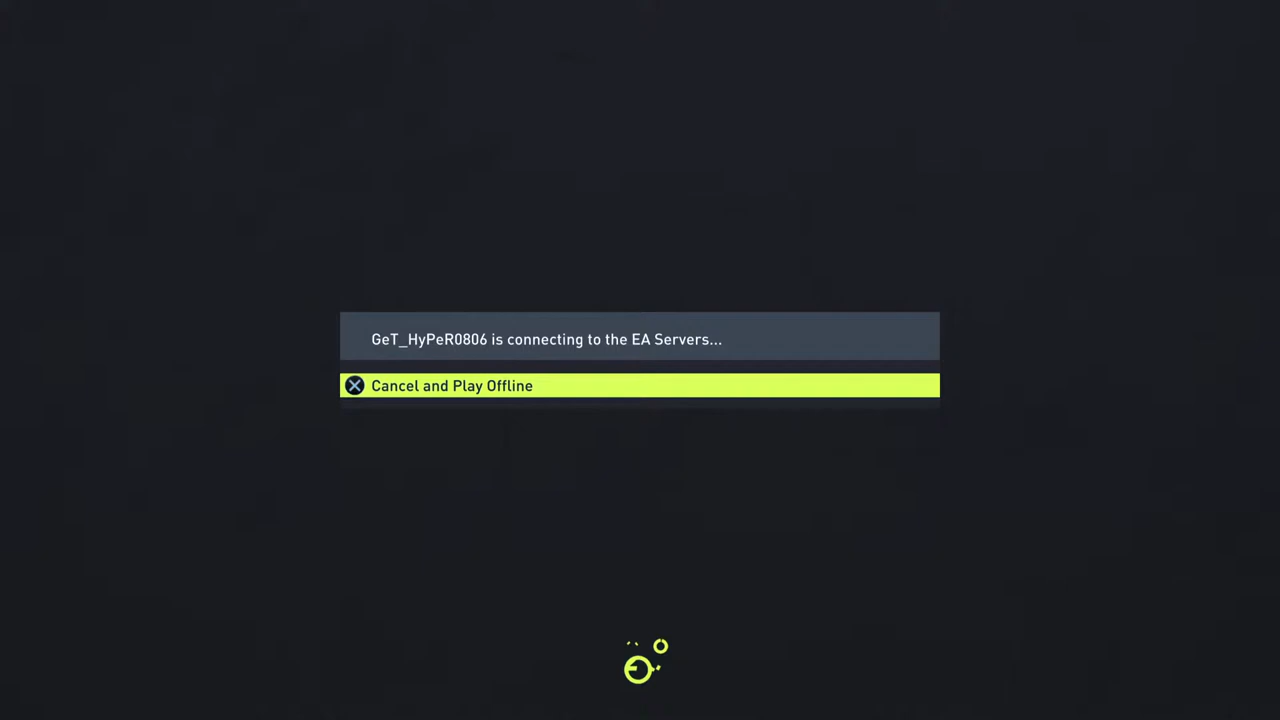 GeT_HyPeR0806 is connecting to the EA Servers...
Cancel and Play Offline